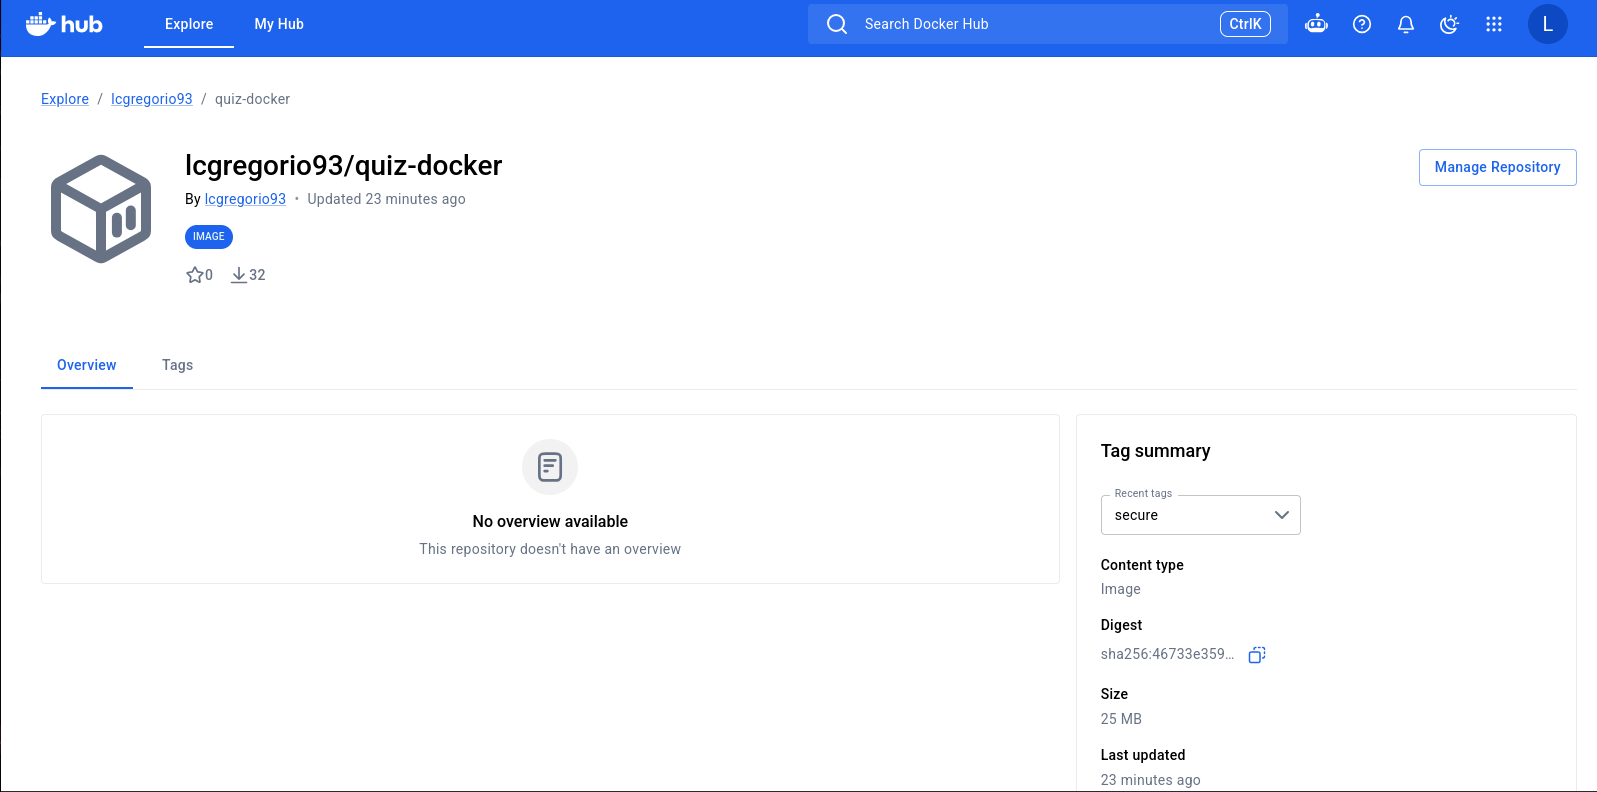 hub
Explore
My Hub
Search Docker Hub
CtrlK
L
Explore / lcgregorio93 / quiz-docker
lcgregorio93/quiz-docker
Manage Repository
By lcgregorio93 • Updated 23 minutes ago
IMAGE
0 32
Overview
Tags
No overview available
This repository doesn't have an overview
Tag summary
Recent tags
secure
Content type
Image
Digest
sha256:46733e359...
Size
25 MB
Last updated
23 minutes ago